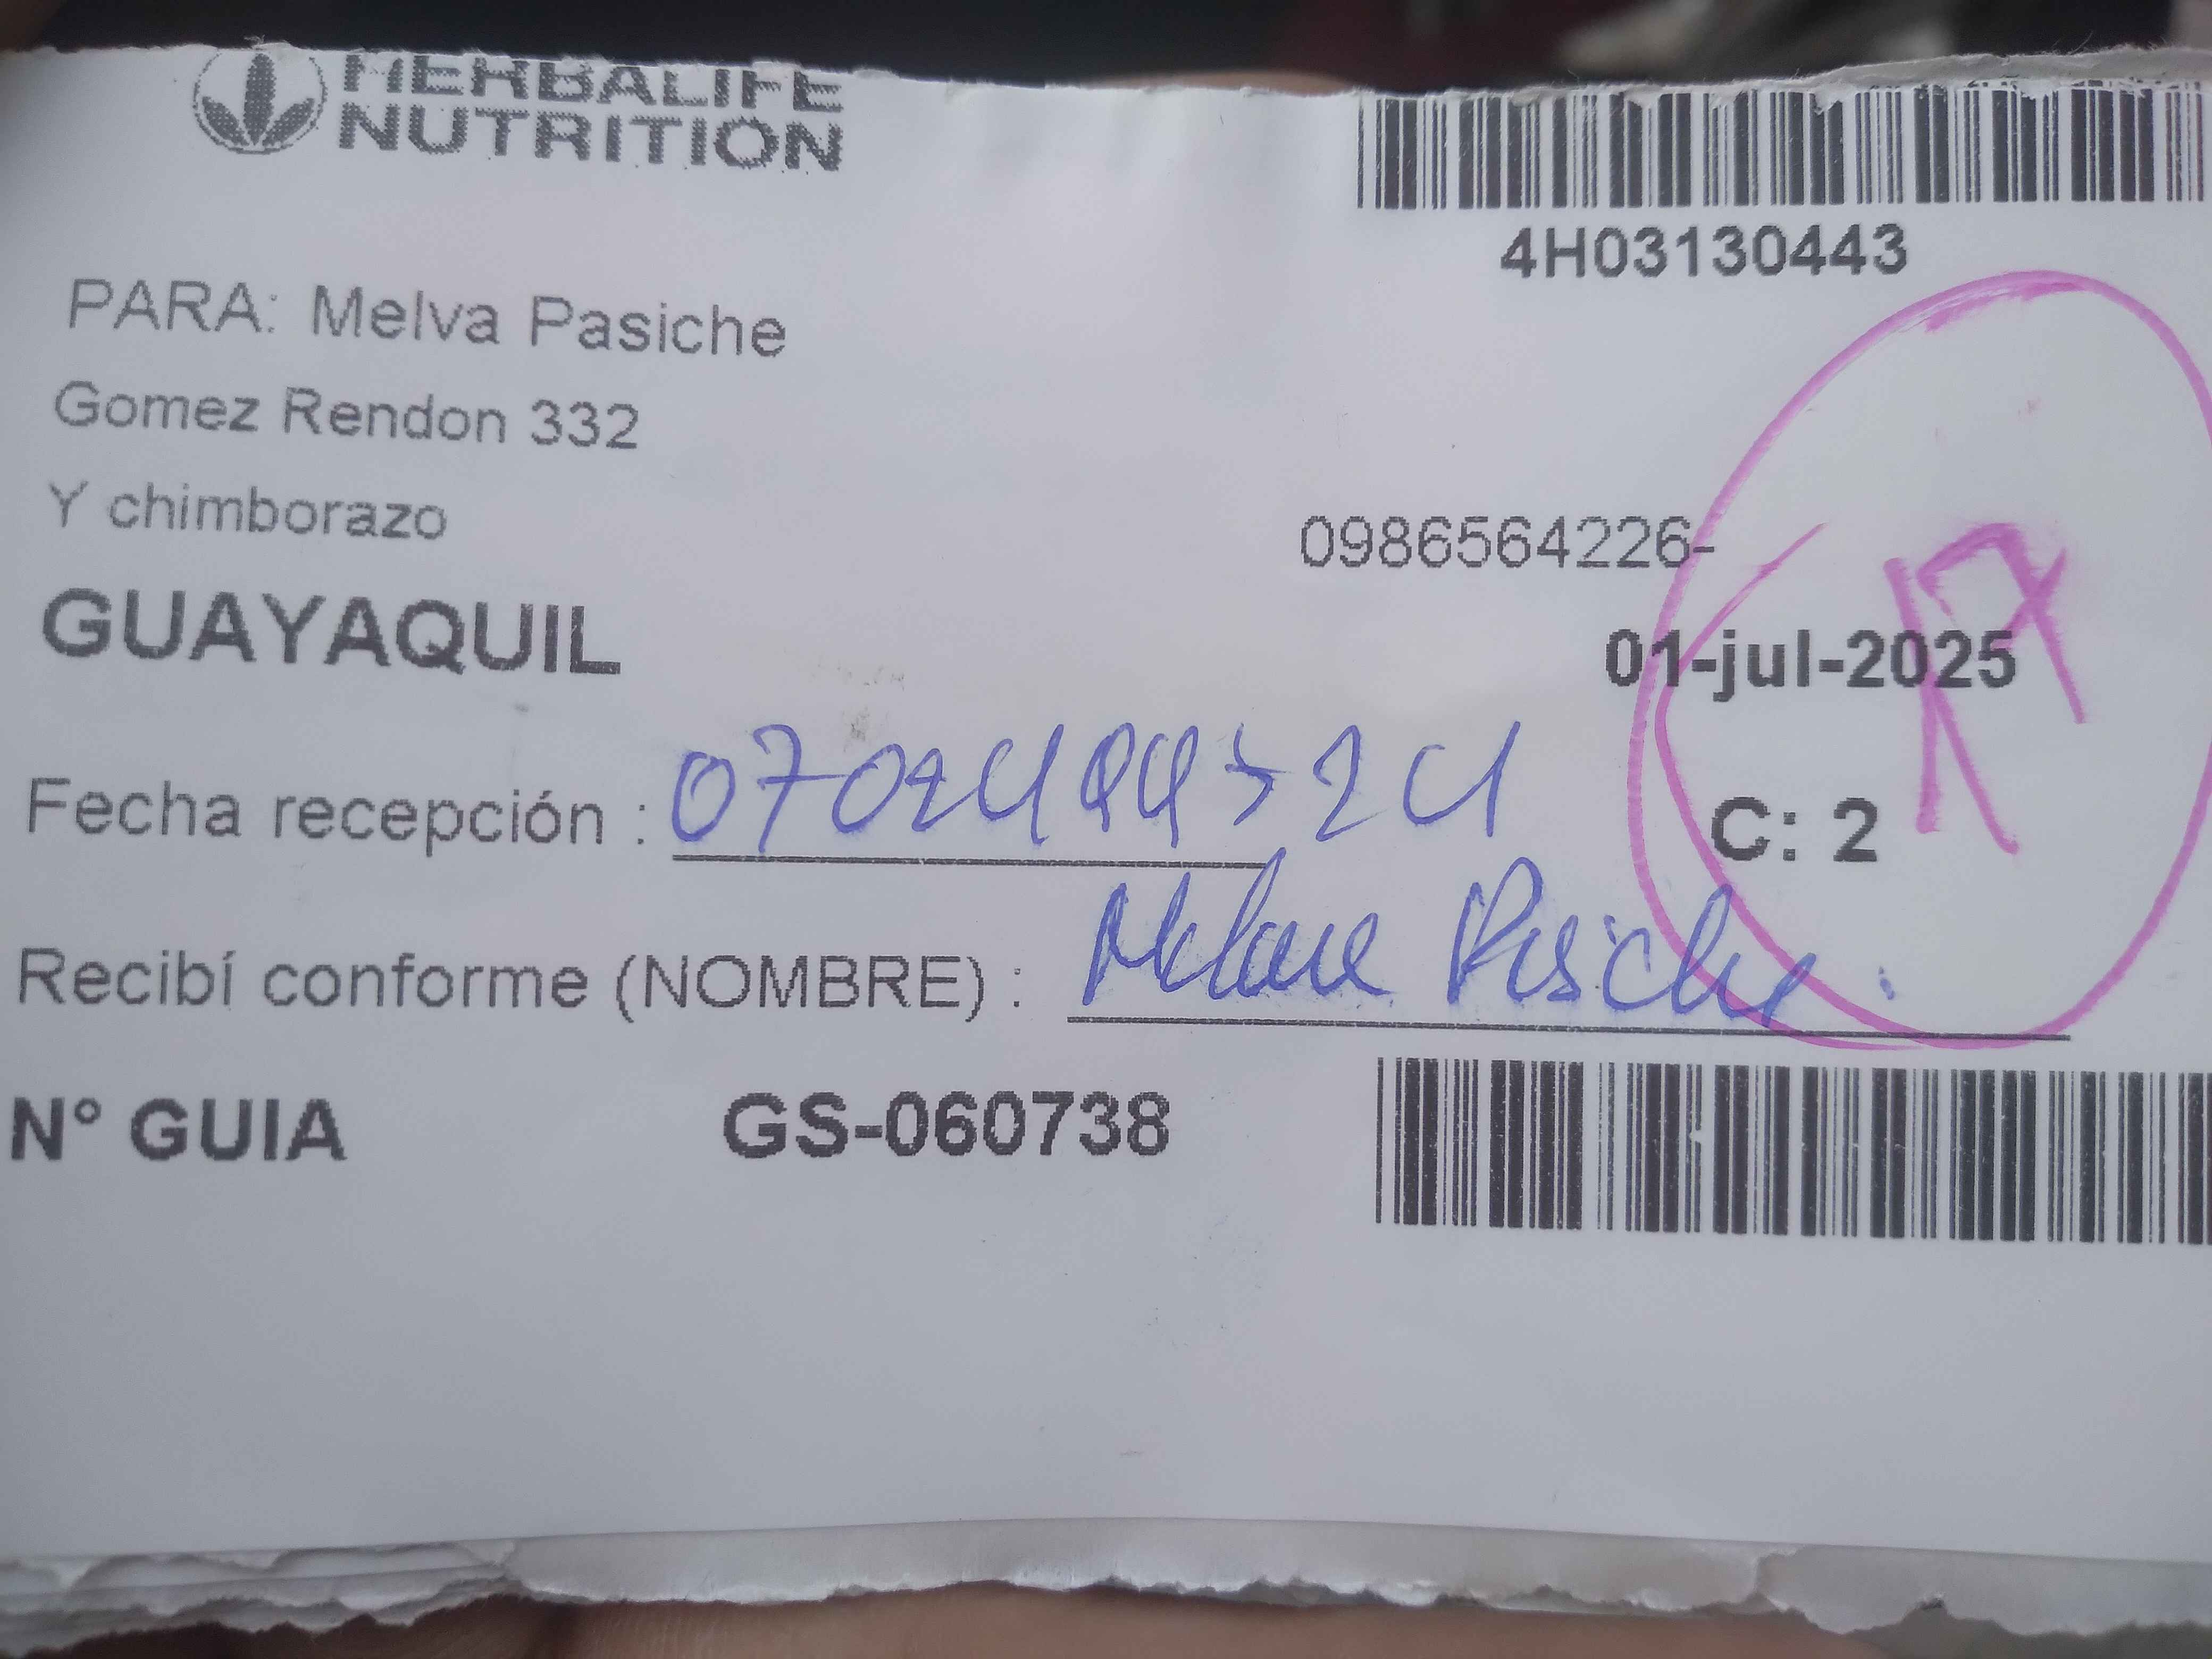 HERBALIFE
NUTRITION
4H03130443
PARA: Melva Pasiche
Gomez Rendon 332
Y chimborazo
0986564226-
GUAYAQUIL
01-jul-2025
Fecha recepción :
C: 2
Recibí conforme (NOMBRE) : Pasiche
N° GUIA GS-060738